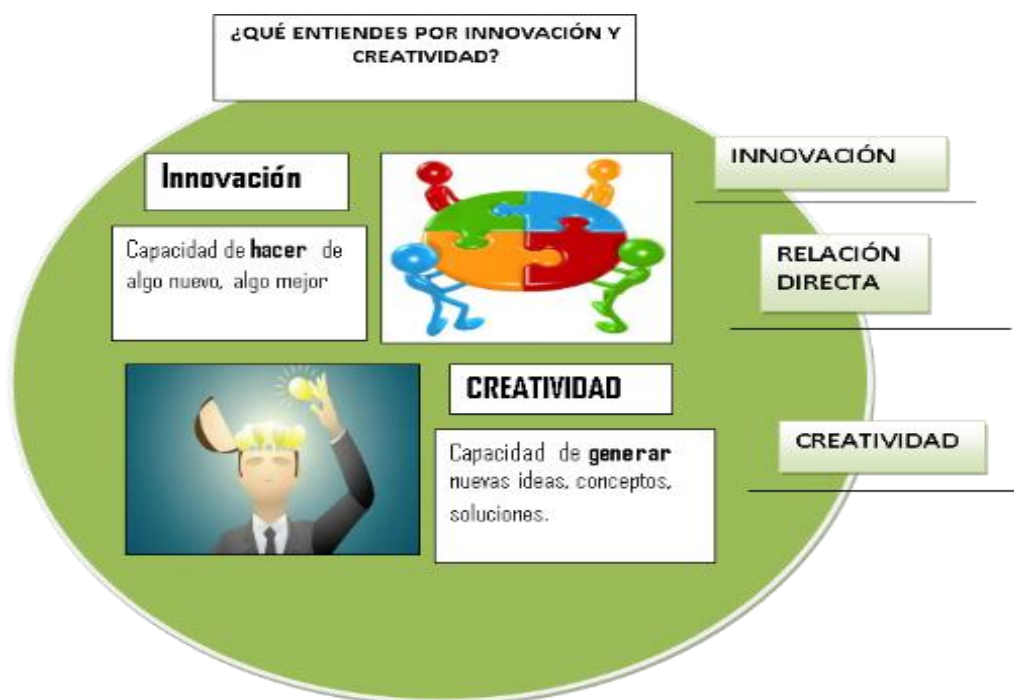 ¿QUÉ ENTIENDES POR INNOVACIÓN Y
CREATIVIDAD?
Innovación
Capacidad de hacer de
algo nuevo, algo mejor
CREATIVIDAD
Capacidad de generar
nuevas ideas, conceptos,
soluciones.
INNOVACIÓN
RELACIÓN
DIRECTA
CREATIVIDAD